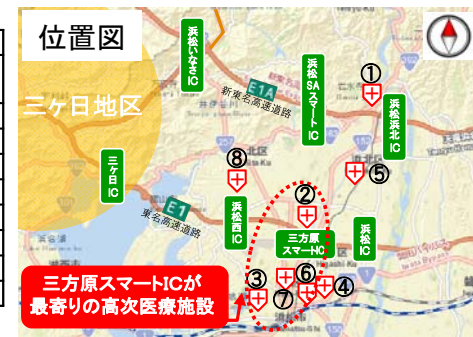 位置図
三ヶ日地区
浜松いなさIC
浜松SAスマートIC
浜松浜北IC
E1A
新東名高速道路
①
⑤
⑧
三ヶ日IC
E1
東名高速道路
浜松西IC
②
三方原
スマートIC
浜松IC
③
⑦
⑥
④
三方原スマートICが
最寄りの高次医療施設